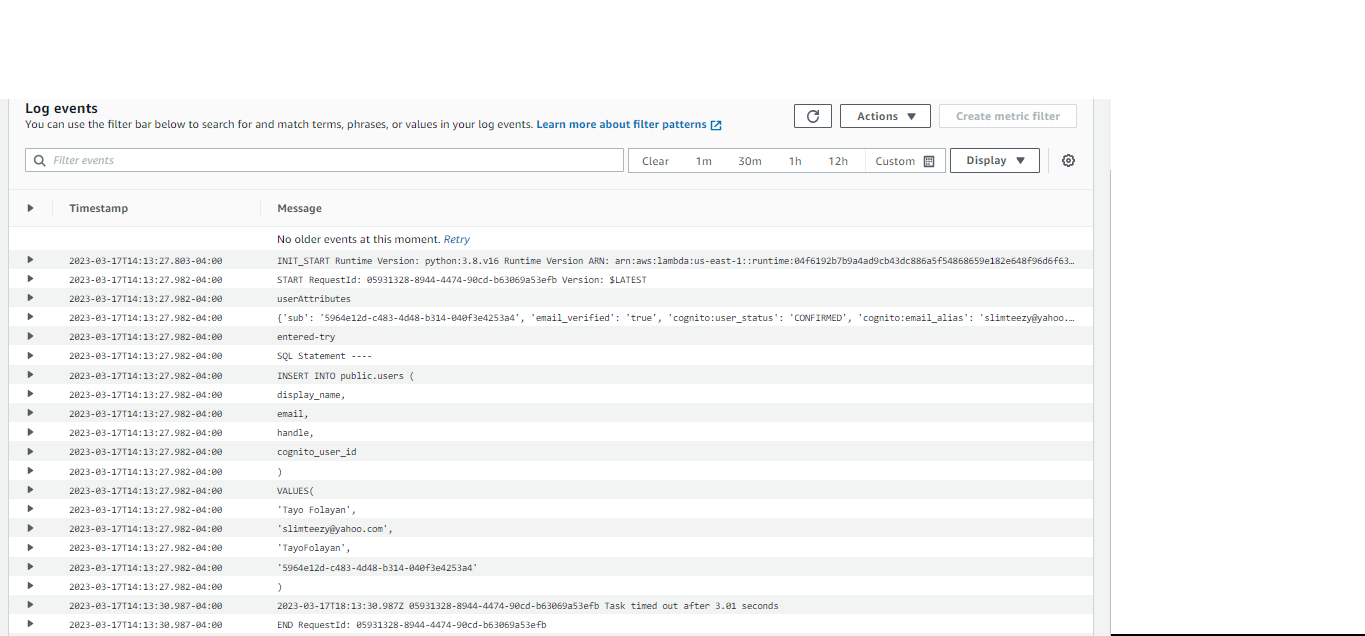 Log events
You can use the filter bar below to search for and match terms, phrases, or values in your log events. Learn more about filter patterns
Actions
Create metric filter
Filter events
Clear 1m 30m 1h 12h Custom
Display
Timestamp Message
No older events at this moment. Retry
2023-03-17T14:13:27.803-04:00 INIT_START Runtime Version: python:3.8.v16 Runtime Version ARN: arn:aws:lambda:us-east-1::runtime:04f6192b7b9a4ad9cb43dc886a5f54868659e182e648f96d6f63…
2023-03-17T14:13:27.982-04:00 START RequestId: 05931328-8944-4474-90cd-b63069a53efb Version: $LATEST
2023-03-17T14:13:27.982-04:00 userAttributes
2023-03-17T14:13:27.982-04:00 {'sub': '5964e12d-c483-4d48-b314-040f3e4253a4', 'email_verified': 'true', 'cognito:user_status': 'CONFIRMED', 'cognito:email_alias': 'slimteezy@yahoo.…
2023-03-17T14:13:27.982-04:00 entered-try
2023-03-17T14:13:27.982-04:00 SQL Statement ----
2023-03-17T14:13:27.982-04:00 INSERT INTO public.users (
2023-03-17T14:13:27.982-04:00 display_name,
2023-03-17T14:13:27.982-04:00 email,
2023-03-17T14:13:27.982-04:00 handle,
2023-03-17T14:13:27.982-04:00 cognito_user_id
2023-03-17T14:13:27.982-04:00 )
2023-03-17T14:13:27.982-04:00 VALUES(
2023-03-17T14:13:27.982-04:00 'Tayo Folayan',
2023-03-17T14:13:27.982-04:00 'slimteezy@yahoo.com',
2023-03-17T14:13:27.982-04:00 'TayoFolayan',
2023-03-17T14:13:27.982-04:00 '5964e12d-c483-4d48-b314-040f3e4253a4'
2023-03-17T14:13:27.982-04:00 )
2023-03-17T14:13:30.987-04:00 2023-03-17T18:13:30.987Z 05931328-8944-4474-90cd-b63069a53efb Task timed out after 3.01 seconds
2023-03-17T14:13:30.987-04:00 END RequestId: 05931328-8944-4474-90cd-b63069a53efb